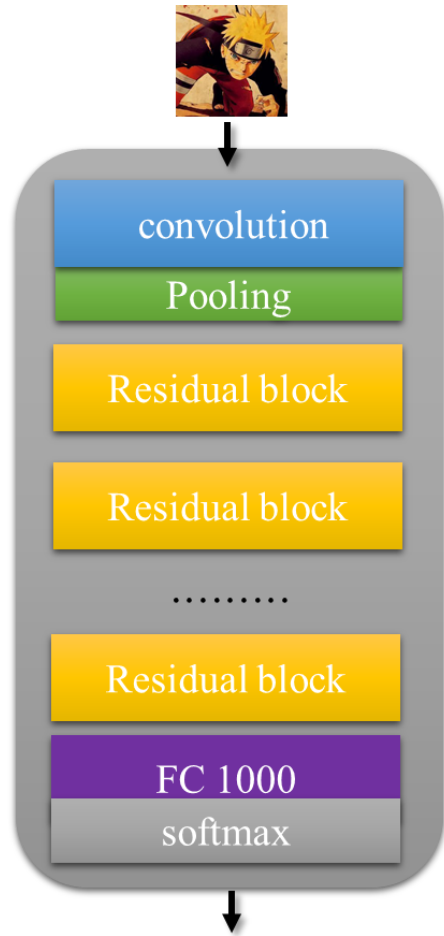 convolution
Pooling
Residual block
Residual block
.........
Residual block
FC 1000
softmax